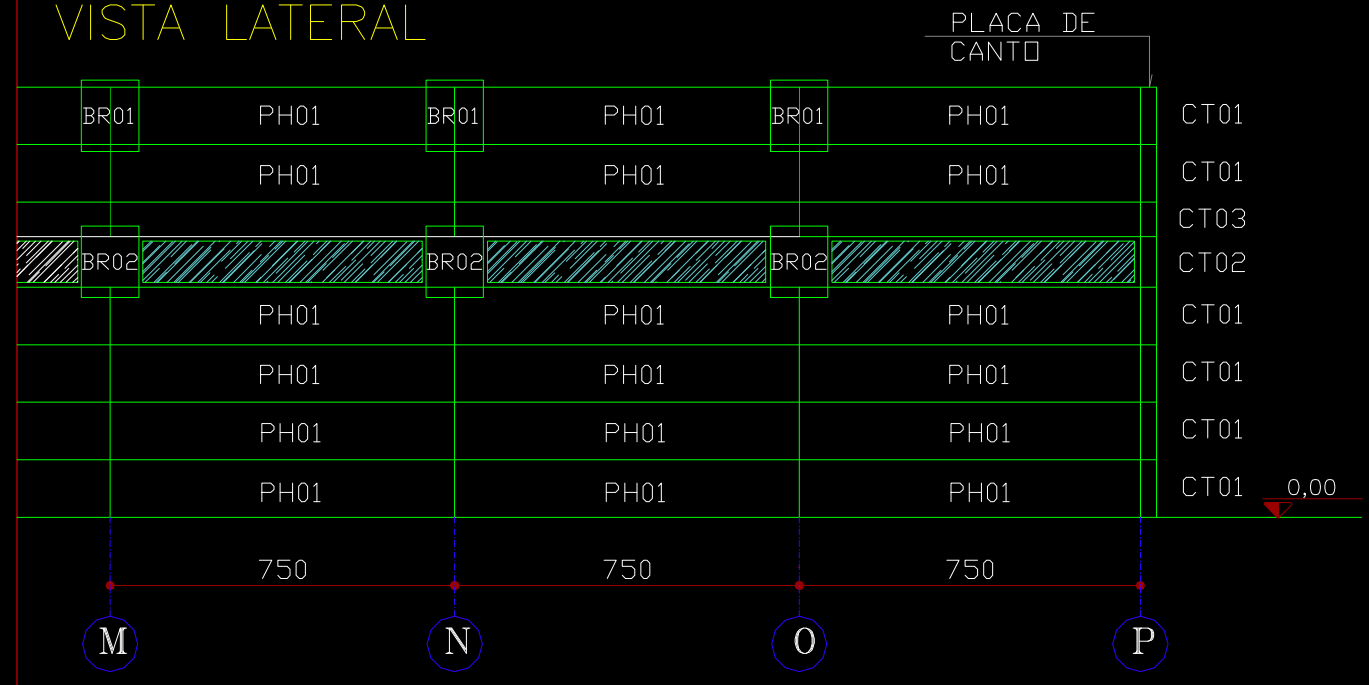 VISTA LATERAL
PLACA DE
CANTO
BR01 PH01 BR01 PH01 BR01 PH01 CT01
PH01 PH01 PH01 CT01
CT03
BR02 BR02 BR02 CT02
PH01 PH01 PH01 CT01
PH01 PH01 PH01 CT01
PH01 PH01 PH01 CT01
PH01 PH01 PH01 CT01 0,00
750 750 750
M N O P